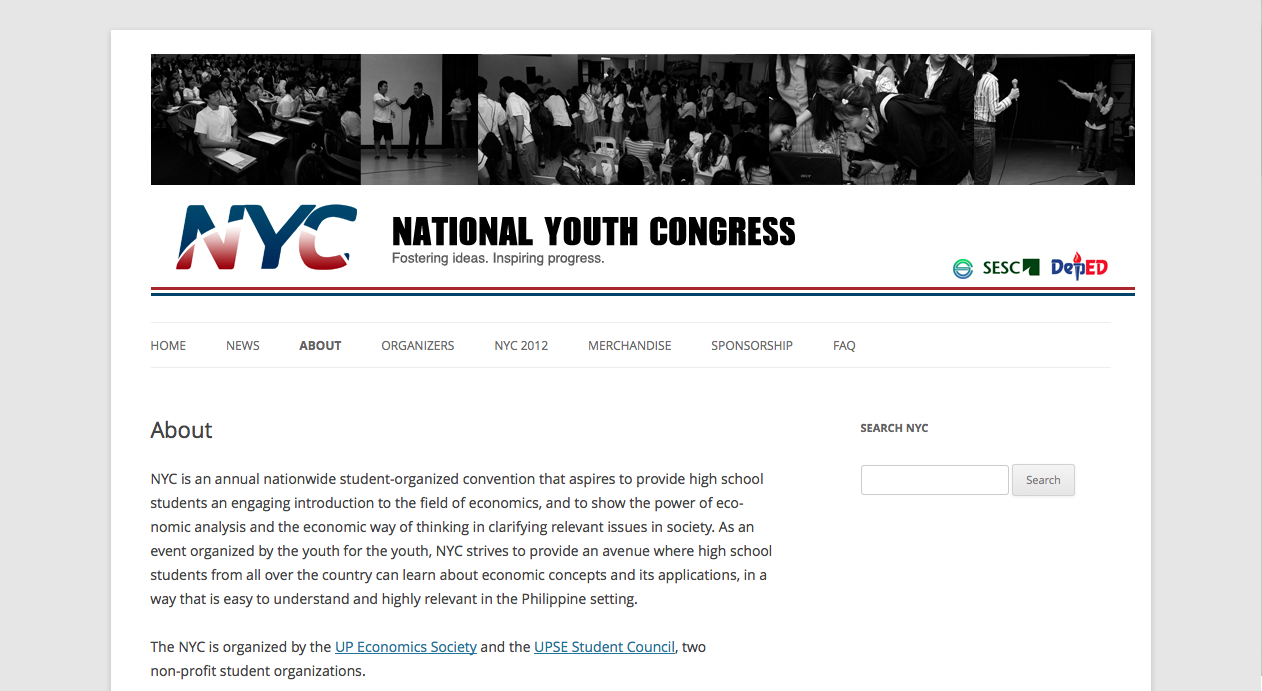 NYC
NATIONAL YOUTH CONGRESS
Fostering ideas. Inspiring progress.
SESC DepED
HOME NEWS ABOUT ORGANIZERS NYC 2012 MERCHANDISE SPONSORSHIP FAQ
About
SEARCH NYC
Search
NYC is an annual nationwide student-organized convention that aspires to provide high school
students an engaging introduction to the field of economics, and to show the power of eco-
nomic analysis and the economic way of thinking in clarifying relevant issues in society. As an
event organized by the youth for the youth, NYC strives to provide an avenue where high school
students from all over the country can learn about economic concepts and its applications, in a
way that is easy to understand and highly relevant in the Philippine setting.
The NYC is organized by the UP Economics Society and the UPSE Student Council, two
non-profit student organizations.